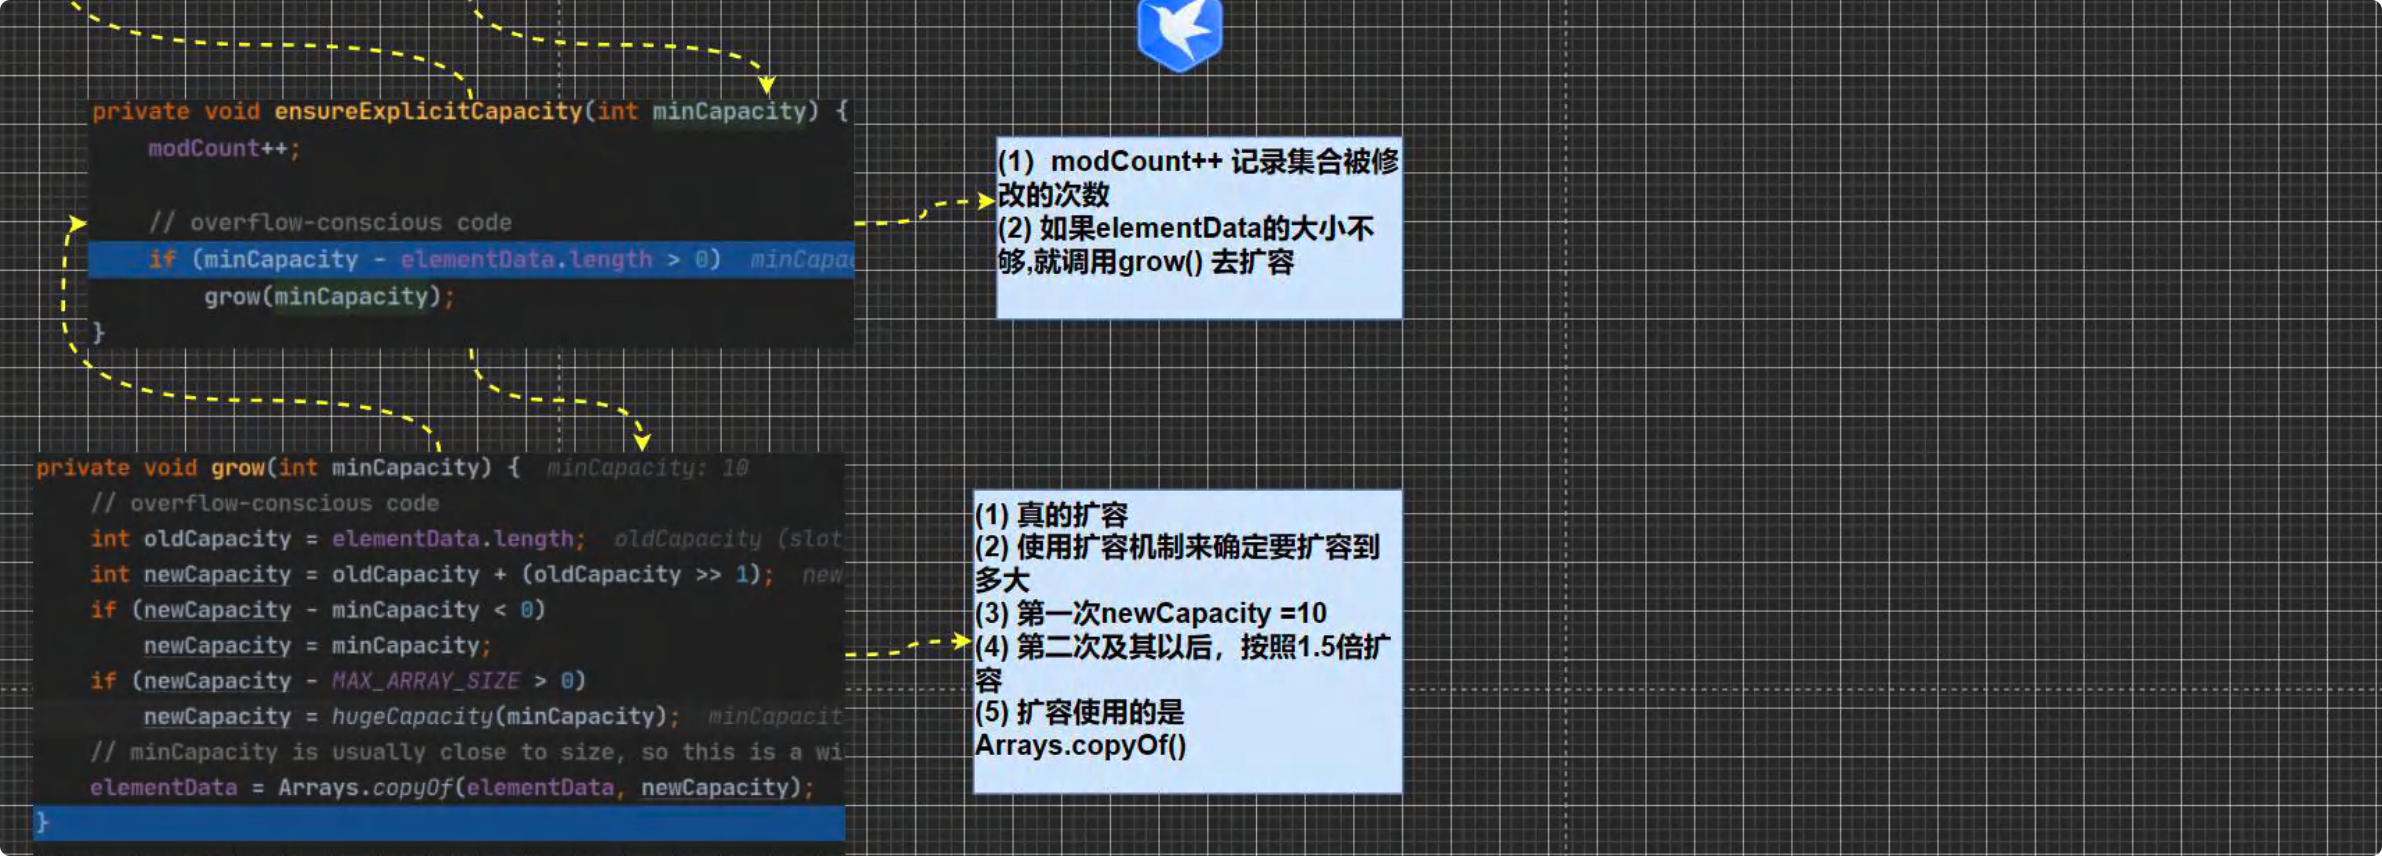 private void ensureExplicitCapacity(int minCapacity) {
modCount++;
// overflow-conscious code
if (minCapacity - elementData.length > 0)
grow(minCapacity);
}
(1)  modCount++ 记录集合被修
改的次数
(2) 如果elementData的大小不
够,就调用grow() 去扩容
private void grow(int minCapacity) {  minCapacity: 10
// overflow-conscious code
int oldCapacity = elementData.length;  oldCapacity (slot
int newCapacity = oldCapacity + (oldCapacity >> 1);  new
if (newCapacity - minCapacity < 0)
newCapacity = minCapacity;
if (newCapacity - MAX_ARRAY_SIZE > 0)
newCapacity = hugeCapacity(minCapacity);  minCapacit
// minCapacity is usually close to size, so this is a wi
elementData = Arrays.copyOf(elementData, newCapacity);
}
(1) 真的扩容
(2) 使用扩容机制来确定要扩容到
多大
(3) 第一次newCapacity =10
(4) 第二次及其以后，按照1.5倍扩
容
(5) 扩容使用的是
Arrays.copyOf()